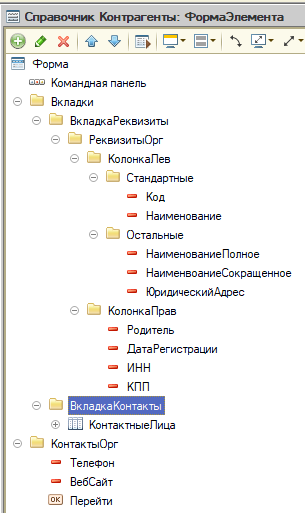 Справочник Контрагенты: ФормаЭлемента
Форма
Командная панель
Вкладки
ВкладкаРеквизиты
РеквизитыОрг
КолонкаЛев
Стандартные
Код
Наименование
Остальные
НаименованиеПолное
НаименвоаниеСокращенное
ЮридическийАдрес
КолонкаПрав
Родитель
ДатаРегистрации
ИНН
КПП
ВкладкаКонтакты
КонтактныеЛица
КонтактыОрг
Телефон
ВебСайт
OK Перейти